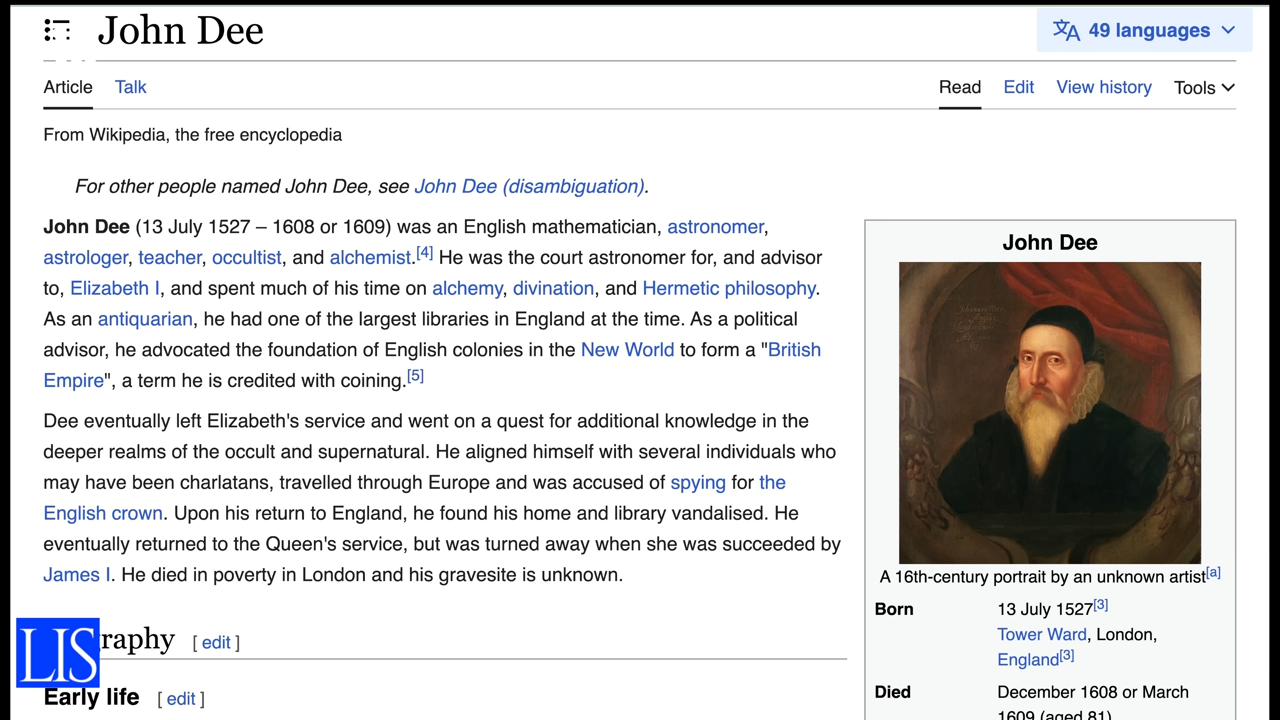 John Dee
49 languages
Article Talk
Read Edit View history Tools
From Wikipedia, the free encyclopedia
For other people named John Dee, see John Dee (disambiguation).
John Dee (13 July 1527 – 1608 or 1609) was an English mathematician, astronomer,
astrologer, teacher, occultist, and alchemist.[4] He was the court astronomer for, and advisor
to, Elizabeth I, and spent much of his time on alchemy, divination, and Hermetic philosophy.
As an antiquarian, he had one of the largest libraries in England at the time. As a political
advisor, he advocated the foundation of English colonies in the New World to form a "British
Empire", a term he is credited with coining.[5]
Dee eventually left Elizabeth's service and went on a quest for additional knowledge in the
deeper realms of the occult and supernatural. He aligned himself with several individuals who
may have been charlatans, travelled through Europe and was accused of spying for the
English crown. Upon his return to England, he found his home and library vandalised. He
eventually returned to the Queen's service, but was turned away when she was succeeded by
James I. He died in poverty in London and his gravesite is unknown.
LIS
raphy [ edit ]
Early life [ edit ]
John Dee
A 16th-century portrait by an unknown artist[a]
Born 13 July 1527[3]
Tower Ward, London,
England[3]
Died December 1608 or March
1609 (aged 81)